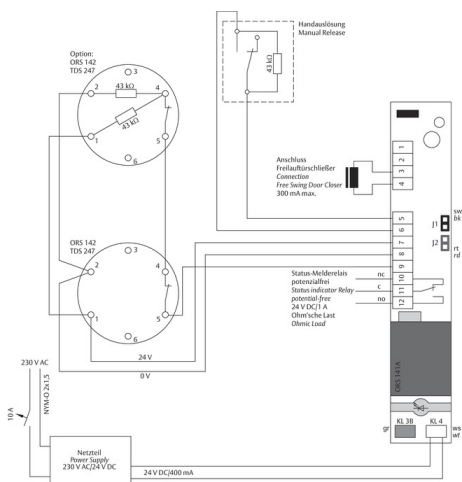 Handauslösung
Manual Release
43 kΩ
Option:
ORS 142
TDS 247
3
2
43 kΩ
4
43 kΩ
1
5
6
1
2
3
4
Anschluss
Freilauftürschließer
Connection
Free Swing Door Closer
300 mA max.
5
6
7
8
9
10
11
12
sw
bk
J1
J2
rt
rd
ORS 142
TDS 247
3
2
4
1
5
6
Status-Melderelais
potenzialfrei
Status indicator Relay
potential-free
24 V DC/1 A
Ohm'sche Last
Ohmic Load
nc
c
no
24 V
0 V
ORS 141A
230 V AC
NYM-O 2x1,5
10 A
gr
KL 3B
KL 4
ws
wt
Netzteil
Power Supply
230 V AC/24 V DC
24 V DC/400 mA